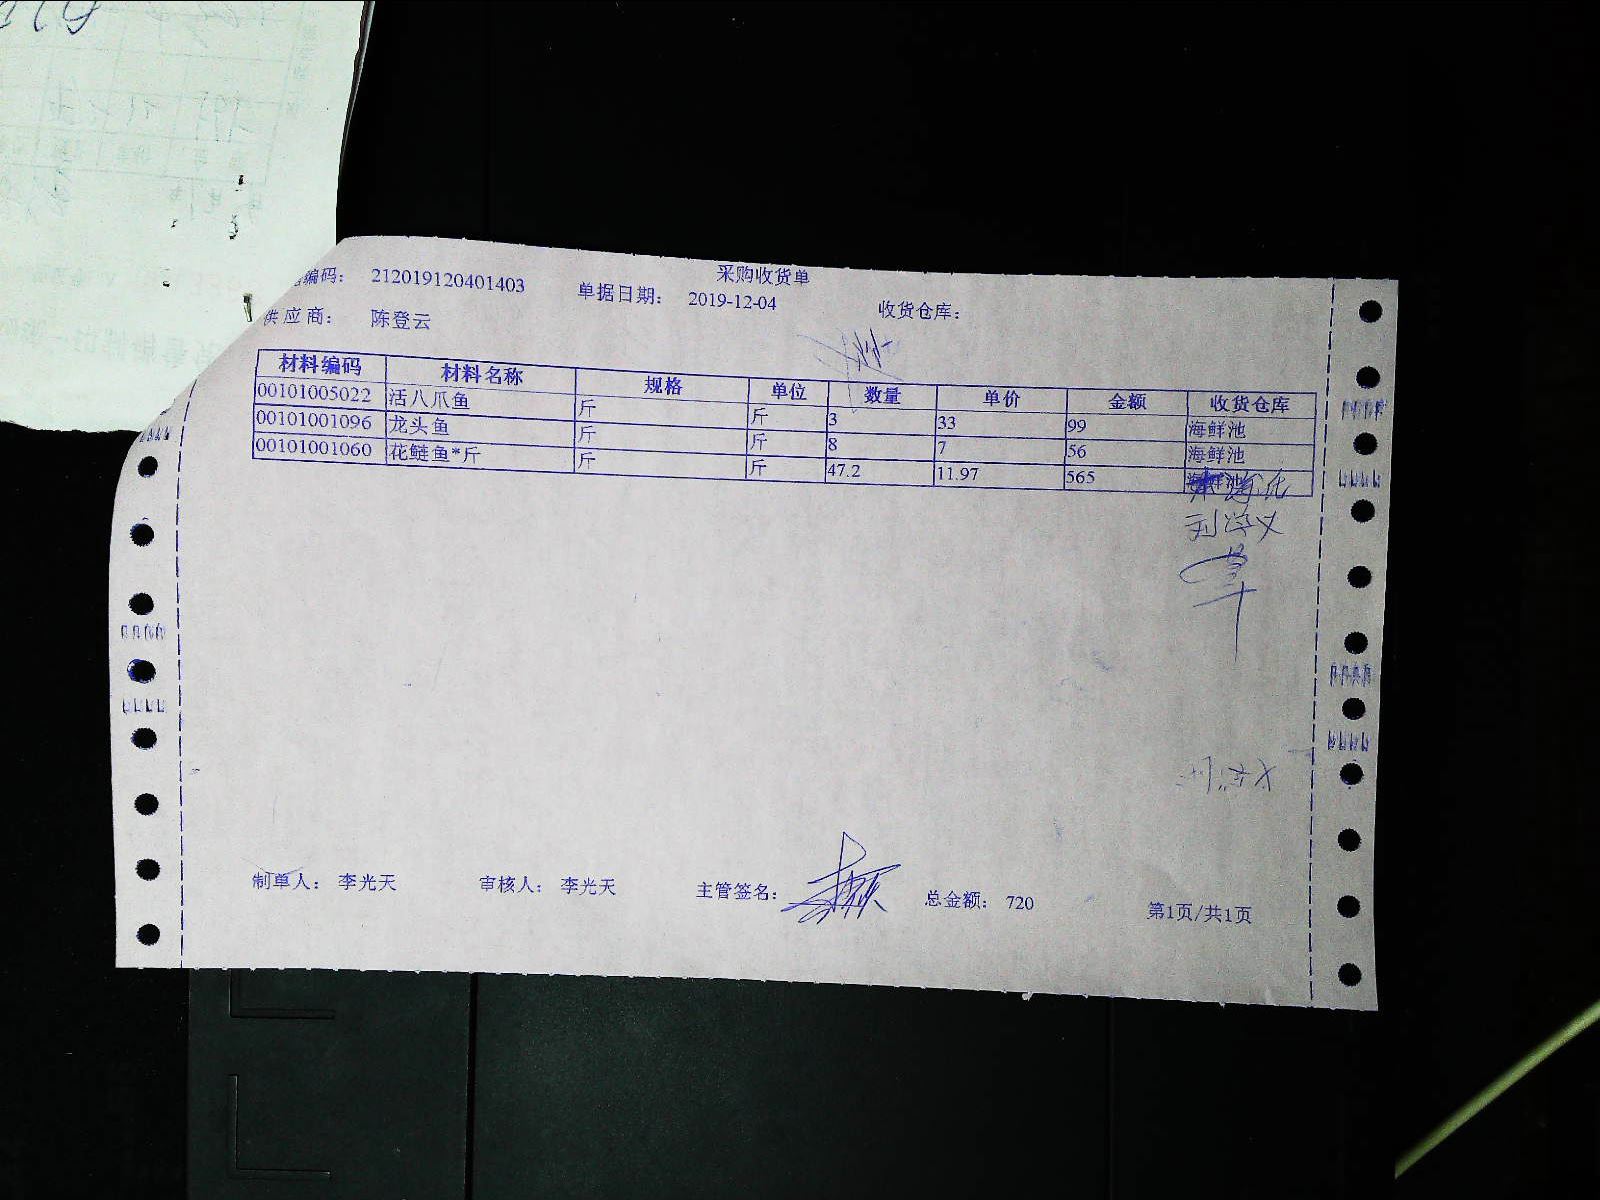 采购收货单
编码： 212019120401403 单据日期： 2019-12-04 收货仓库：
供应商： 陈登云
材料编码 材料名称 规格 单位 数量 单价 金额 收货仓库
00101005022 活八爪鱼 斤 斤 3 33 99 海鲜池
00101001096 龙头鱼 斤 斤 8 7 56 海鲜池
00101001060 花鲢鱼*斤 斤 斤 47.2 11.97 565 海鲜池
制单人： 李光天 审核人： 李光天 主管签名： 总金额： 720 第1页/共1页